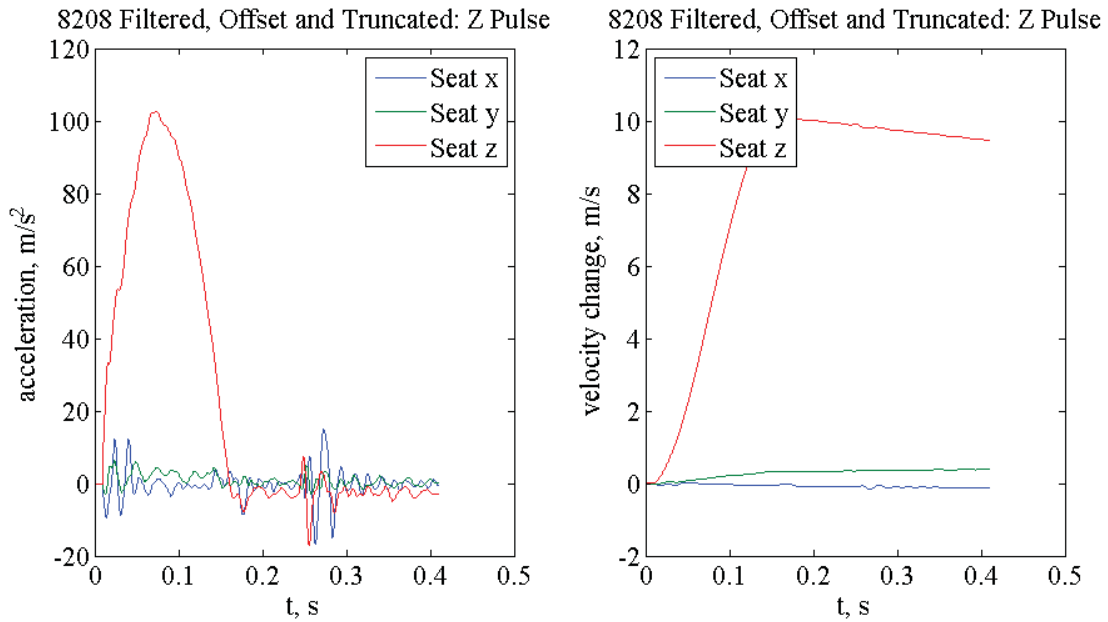 8208 Filtered, Offset and Truncated: Z Pulse
120
100
80
60
40
20
0
-20
acceleration, m/s²
0
0.1
0.2
0.3
0.4
0.5
t, s
Seat x
Seat y
Seat z
8208 Filtered, Offset and Truncated: Z Pulse
12
10
8
6
4
2
0
-2
velocity change, m/s
0
0.1
0.2
0.3
0.4
0.5
t, s
Seat x
Seat y
Seat z